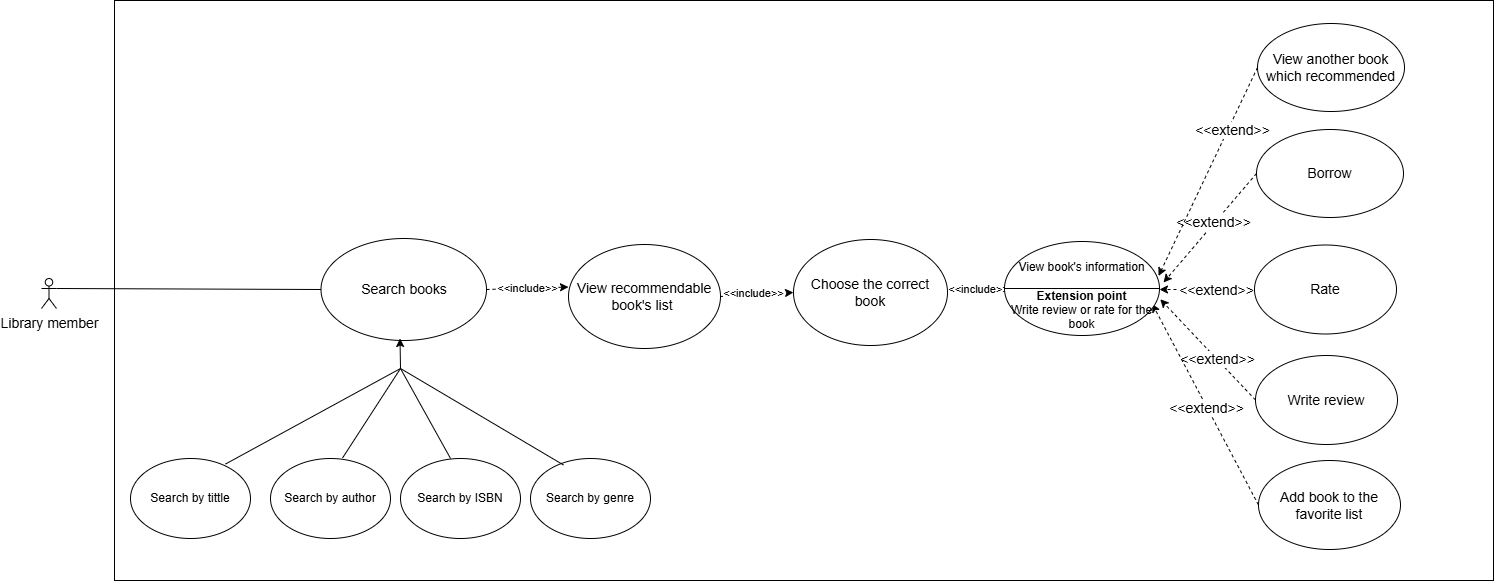 View another book
which recommended
<<extend>>
Borrow
<<extend>>
View book's information
Search books
<<include>>
View recommendable
book's list
<<include>>
Choose the correct
book
<<include>
Extension point
Write review or rate for the
book
<<extend>>
Rate
Library member
<<extend>>
Write review
<<extend>>
Search by tittle
Search by author
Search by ISBN
Search by genre
Add book to the
favorite list